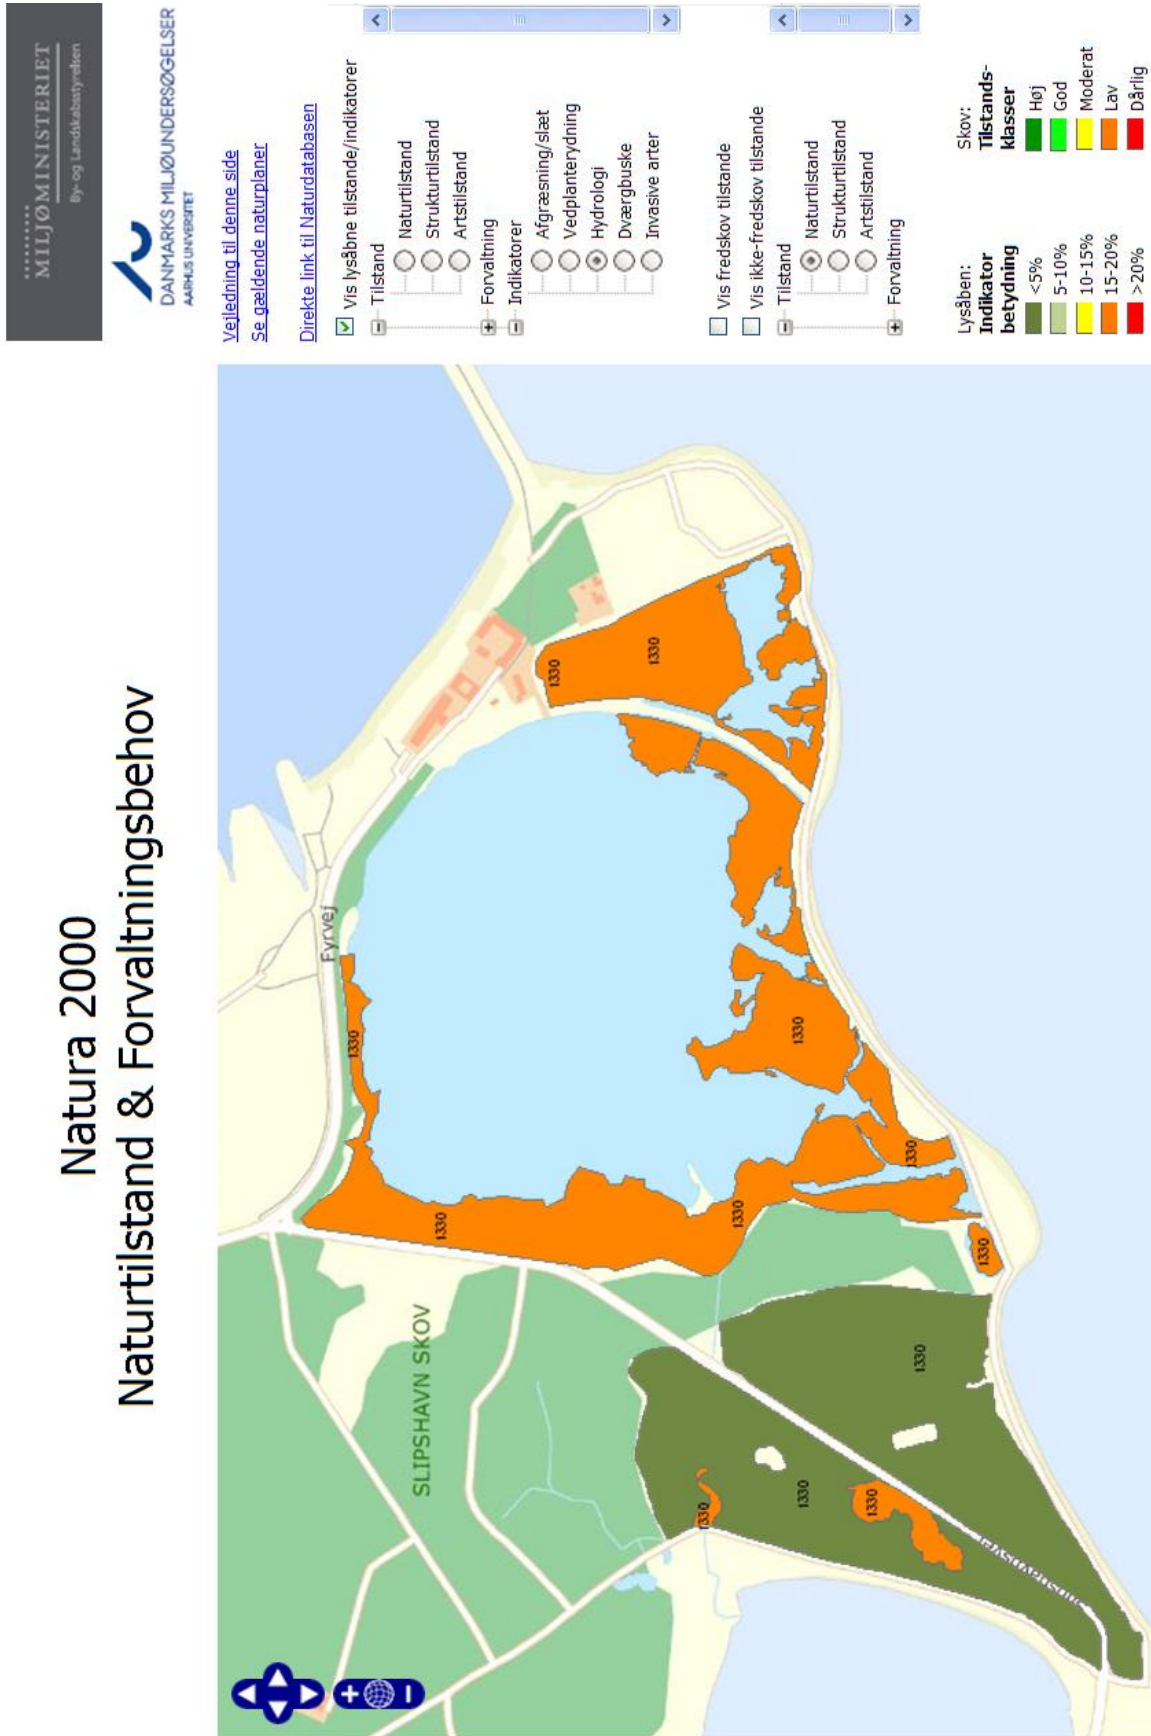 Natura 2000
Naturtilstand & Forvaltningsbehov
MILJØMINISTERIET
By- og Landskabsstyrelsen
DANMARKS MILJØUNDERSØGELSER
AARHUS UNIVERSITET
Vejledning til denne side
Se gældende naturplaner
Direkte link til Naturdatabasen
Vis lysåbne tilstande/indikatorer
Tilstand
Naturtilstand
Strukturtilstand
Artstilstand
Forvaltning
Indikatorer
Afgræsning/slæt
Vedplanterydning
Hydrologi
Dværgbuske
Invasive arter
Vis fredskov tilstande
Vis ikke-fredskov tilstande
Tilstand
Naturtilstand
Strukturtilstand
Artstilstand
Forvaltning
Lysåben:
Indikator
betydning
<5%
5-10%
10-15%
15-20%
>20%
Skov:
Tilstands-
klasser
Høj
God
Moderat
Lav
Dårlig
Fyrvej
SLIPSHAVN SKOV
1330
1330
1330
1330
1330
1330
1330
1330
1330
1330
1330
1330